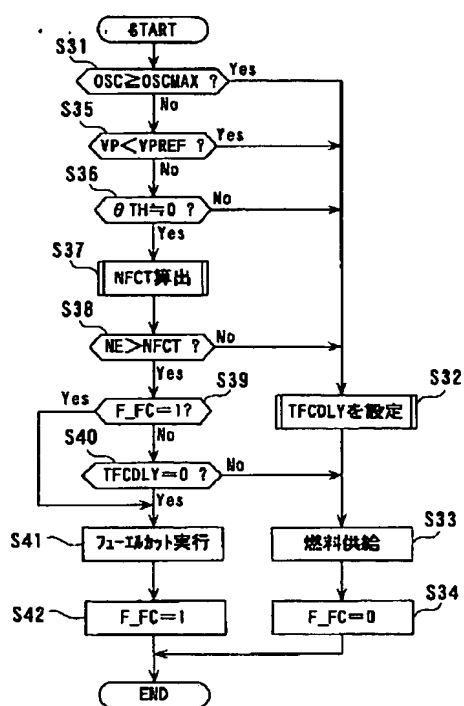 START
S31
OSC≧OSCMAX ?
Yes
No
S35
VP<VPREF ?
Yes
No
S36
θTH≒0 ?
No
Yes
S37
NFCT算出
S38
NE>NFCT ?
No
Yes
S39
Yes
F_FC=1?
No
S32
TFCDLYを設定
S40
TFCDLY=0 ?
No
Yes
S41
フューエルカット実行
S33
燃料供給
S42
F_FC=1
S34
F_FC=0
END